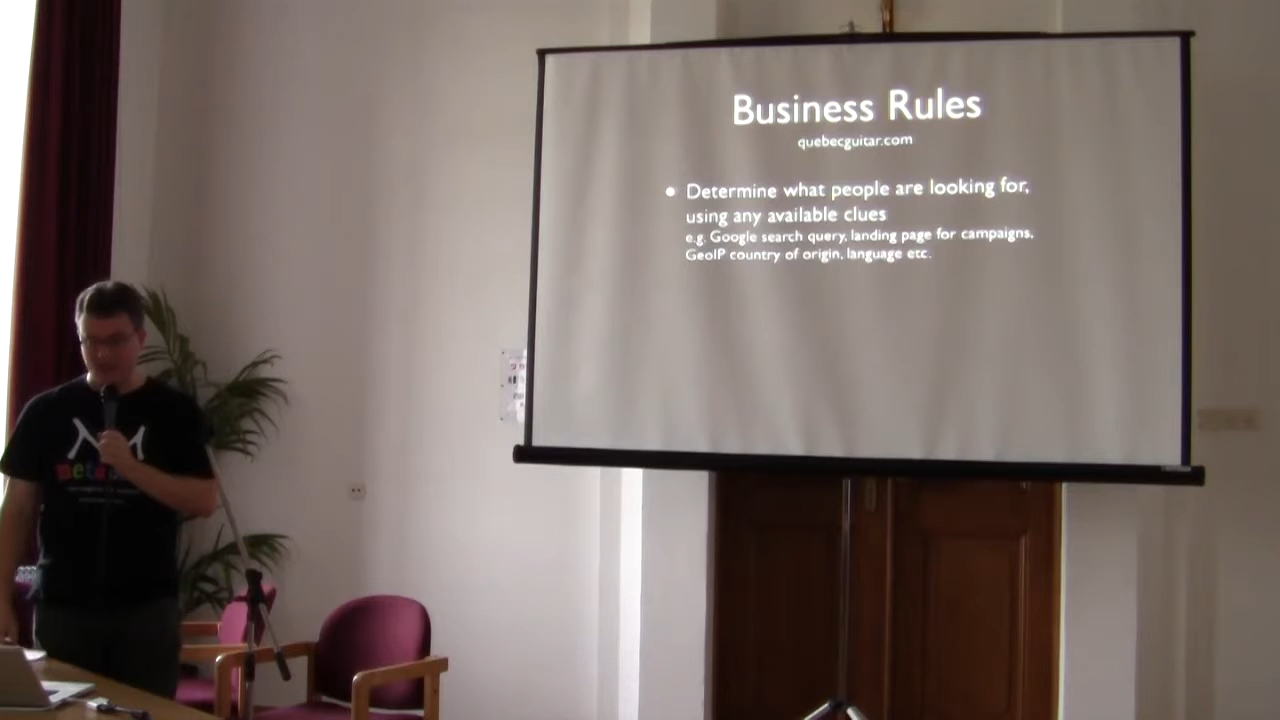 Business Rules
quebecguitar.com
• Determine what people are looking for,
using any available clues
e.g. Google search query, landing page for campaigns,
GeoIP country of origin, language etc.